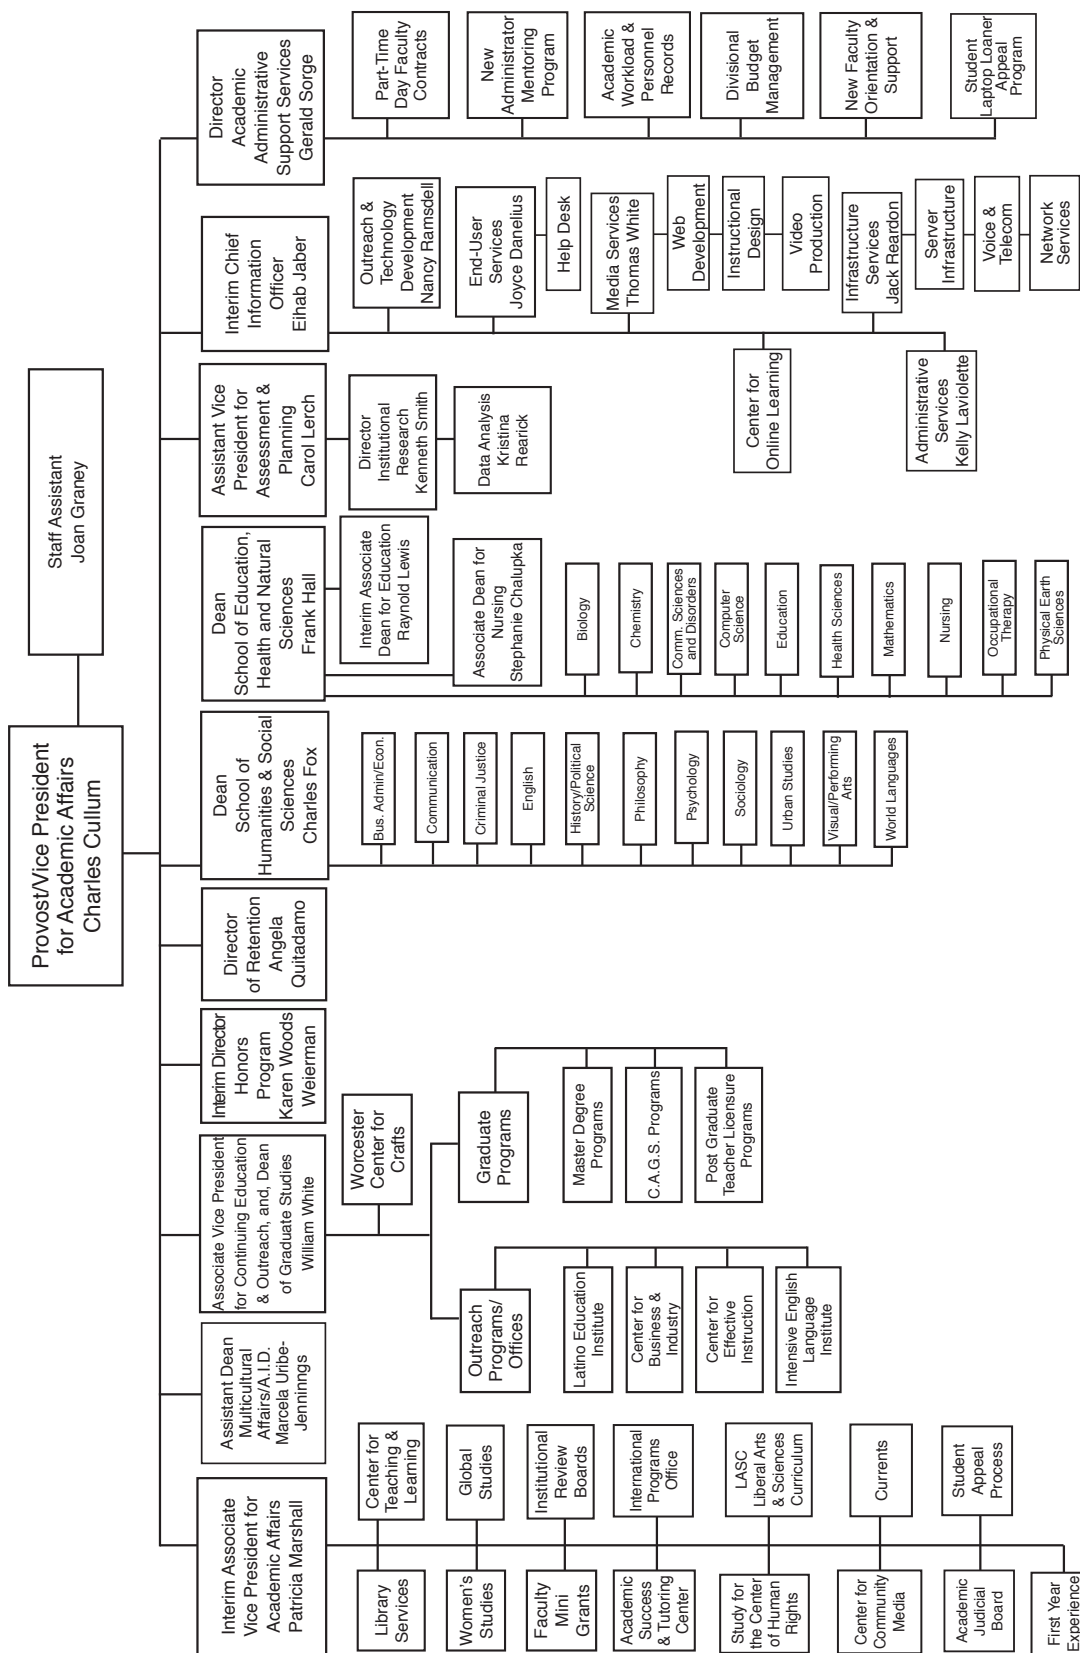 Provost/Vice President
for Academic Affairs
Charles Cullum
Staff Assistant
Joan Graney
Interim Associate
Vice President for
Academic Affairs
Patricia Marshall
Library
Services
Center for
Teaching &
Learning
Women's
Studies
Global
Studies
Faculty
Mini
Grants
Institutional
Review
Boards
Academic
Success
& Tutoring
Center
International
Programs
Office
Study for
the Center
of Human
Rights
LASC
Liberal Arts
& Sciences
Curriculum
Center for
Community
Media
Currents
Academic
Judicial
Board
Student
Appeal
Process
First Year
Experience
Assistant Dean
Multicultural
Affairs/A.I.D.
Marcela Uribe-
Jenninngs
Associate Vice President
for Continuing Education
& Outreach, and, Dean
of Graduate Studies
William White
Worcester
Center for
Crafts
Outreach
Programs/
Offices
Latino Education
Institute
Center for
Business &
Industry
Center for
Effective
Instruction
Intensive English
Language
Institute
Graduate
Programs
Master Degree
Programs
C.A.G.S. Programs
Post Graduate
Teacher Licensure
Programs
Interim Director
Honors
Program
Karen Woods
Weierman
Director
of Retention
Angela
Quitadamo
Dean
School of
Humanities & Social
Sciences
Charles Fox
Bus. Admin/Econ.
Communication
Criminal Justice
English
History/Political
Science
Philosophy
Psychology
Sociology
Urban Studies
Visual/Performing
Arts
World Languages
Dean
School of Education,
Health and Natural
Sciences
Frank Hall
Interim Associate
Dean for Education
Raynold Lewis
Associate Dean for
Nursing
Stephanie Chalupka
Biology
Chemistry
Comm. Sciences
and Disorders
Computer
Science
Education
Health Sciences
Mathematics
Nursing
Occupational
Therapy
Physical Earth
Sciences
Assistant Vice
President for
Assessment &
Planning
Carol Lerch
Director
Institutional
Research
Kenneth Smith
Data Analysis
Kristina
Rearick
Interim Chief
Information
Officer
Eihab Jaber
Outreach &
Technology
Development
Nancy Ramsdell
End-User
Services
Joyce Danelius
Help Desk
Media Services
Thomas White
Web
Development
Instructional
Design
Video
Production
Center for
Online Learning
Infrastructure
Services
Jack Reardon
Server
Infrastructure
Voice &
Telecom
Network
Services
Administrative
Services
Kelly Laviolette
Director
Academic
Administrative
Support Services
Gerald Sorge
Part-Time
Day Faculty
Contracts
New
Administrator
Mentoring
Program
Academic
Workload &
Personnel
Records
Divisional
Budget
Management
New Faculty
Orientation &
Support
Student
Laptop Loaner
Appeal
Program